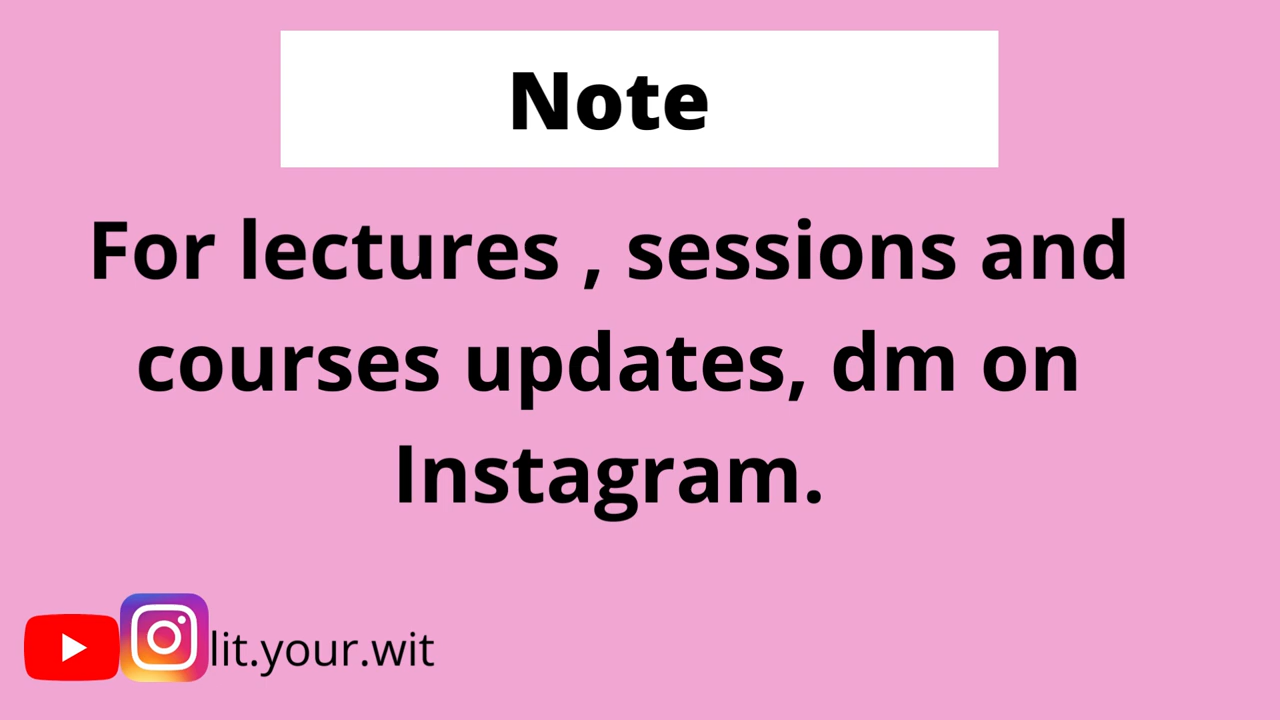 Note
For lectures , sessions and
courses updates, dm on
Instagram.
lit.your.wit